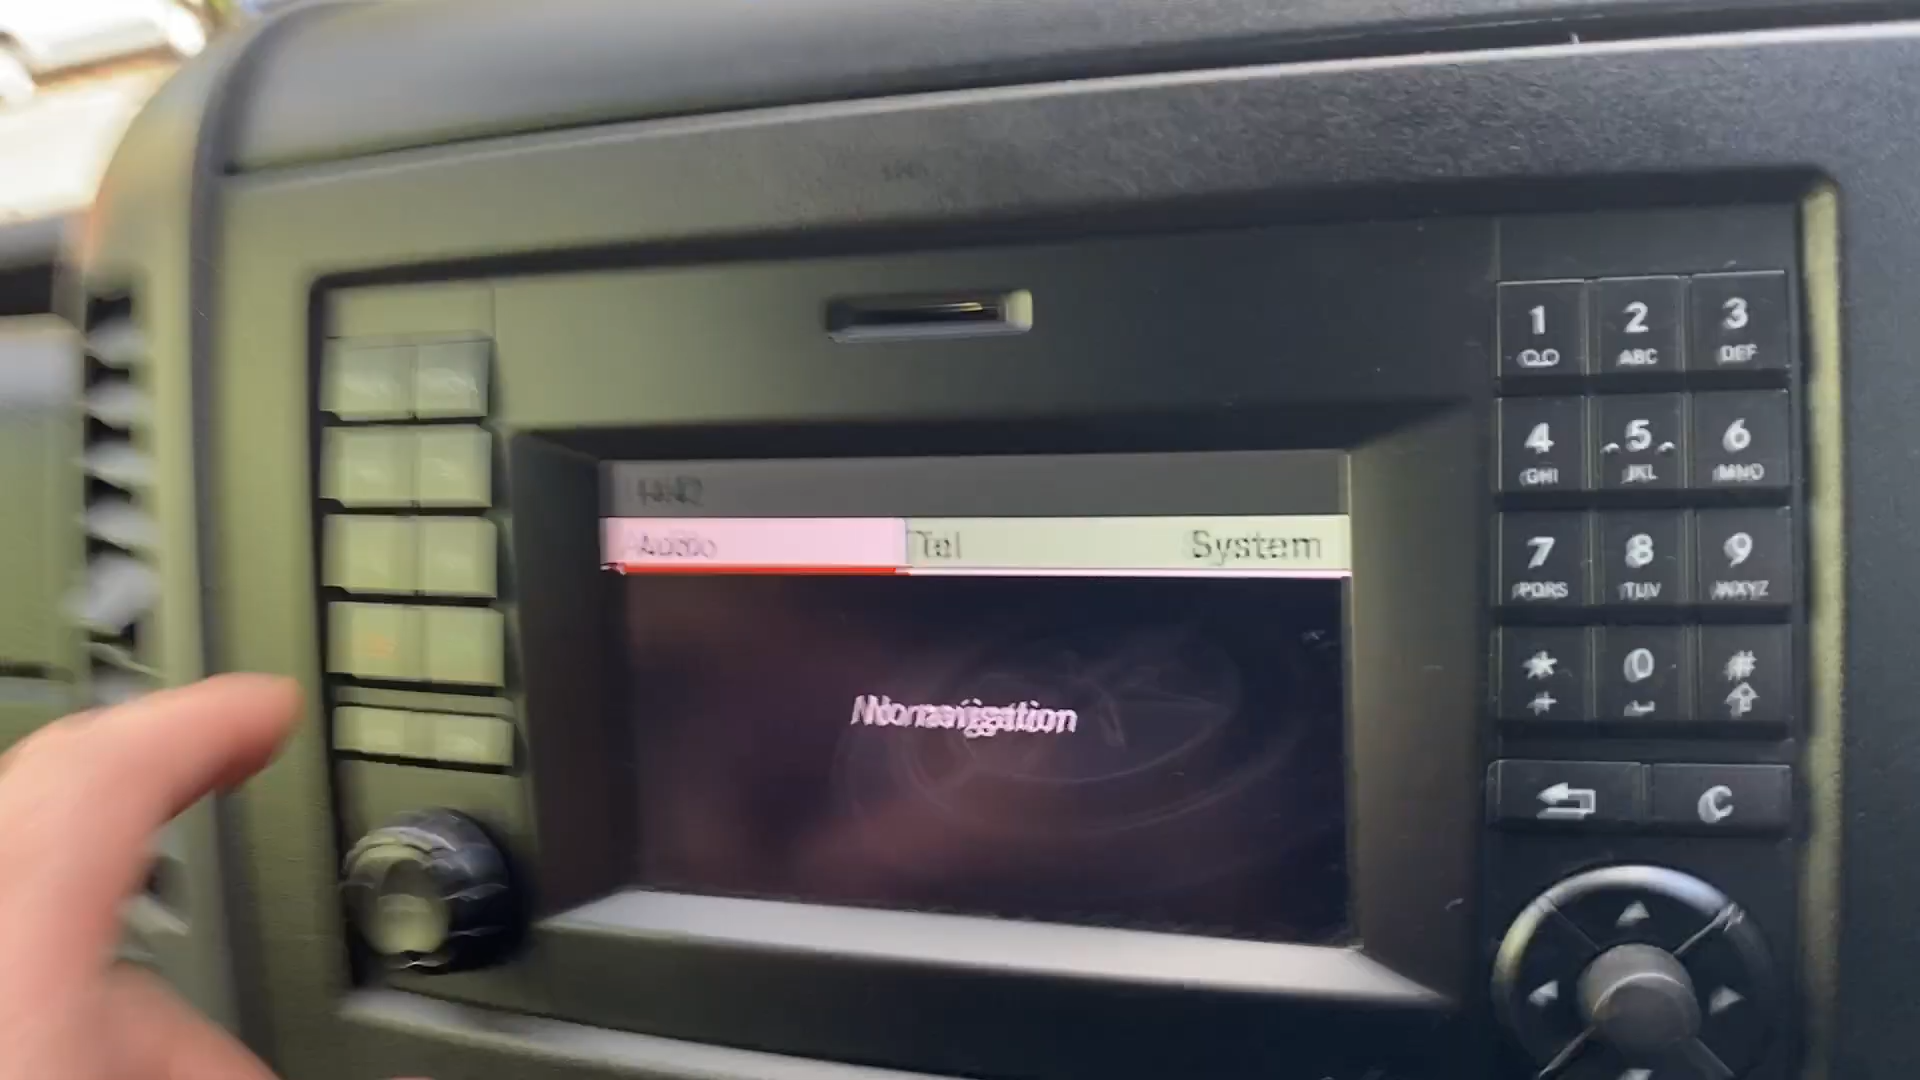 Audio Tel System
No navigation
1 2 3
ABC DEF
4 5 6
GHI JKL MNO
7 8 9
PQRS TUV WXYZ
* 0 #
+
C